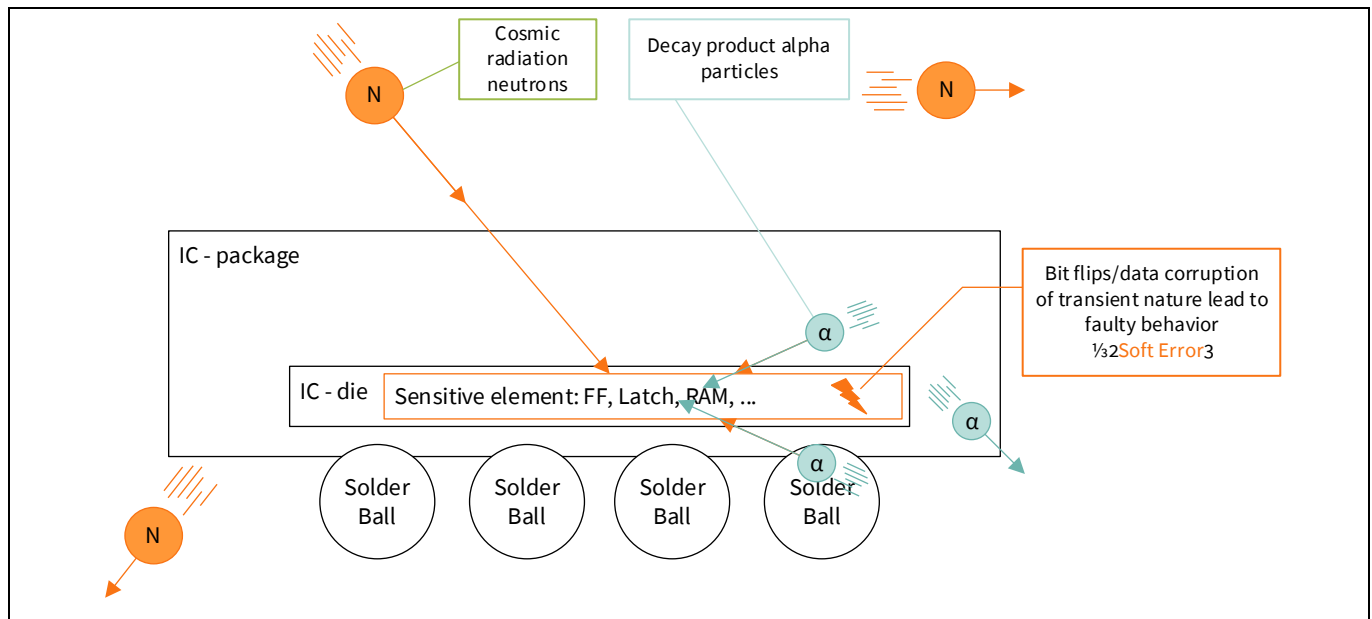 Cosmic
radiation
neutrons
Decay product alpha
particles
N
N
IC - package
Bit flips/data corruption
of transient nature lead to
faulty behavior
⅓2Soft Error3
α
IC - die
Sensitive element: FF, Latch, RAM, ...
α
α
Solder
Ball
Solder
Ball
Solder
Ball
Solder
Ball
N